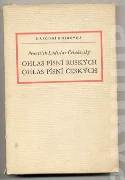 František Ladislav Čelakovský
OHLAS PÍSNÍ RUSKÝCH
OHLAS PÍSNÍ ČESKÝCH